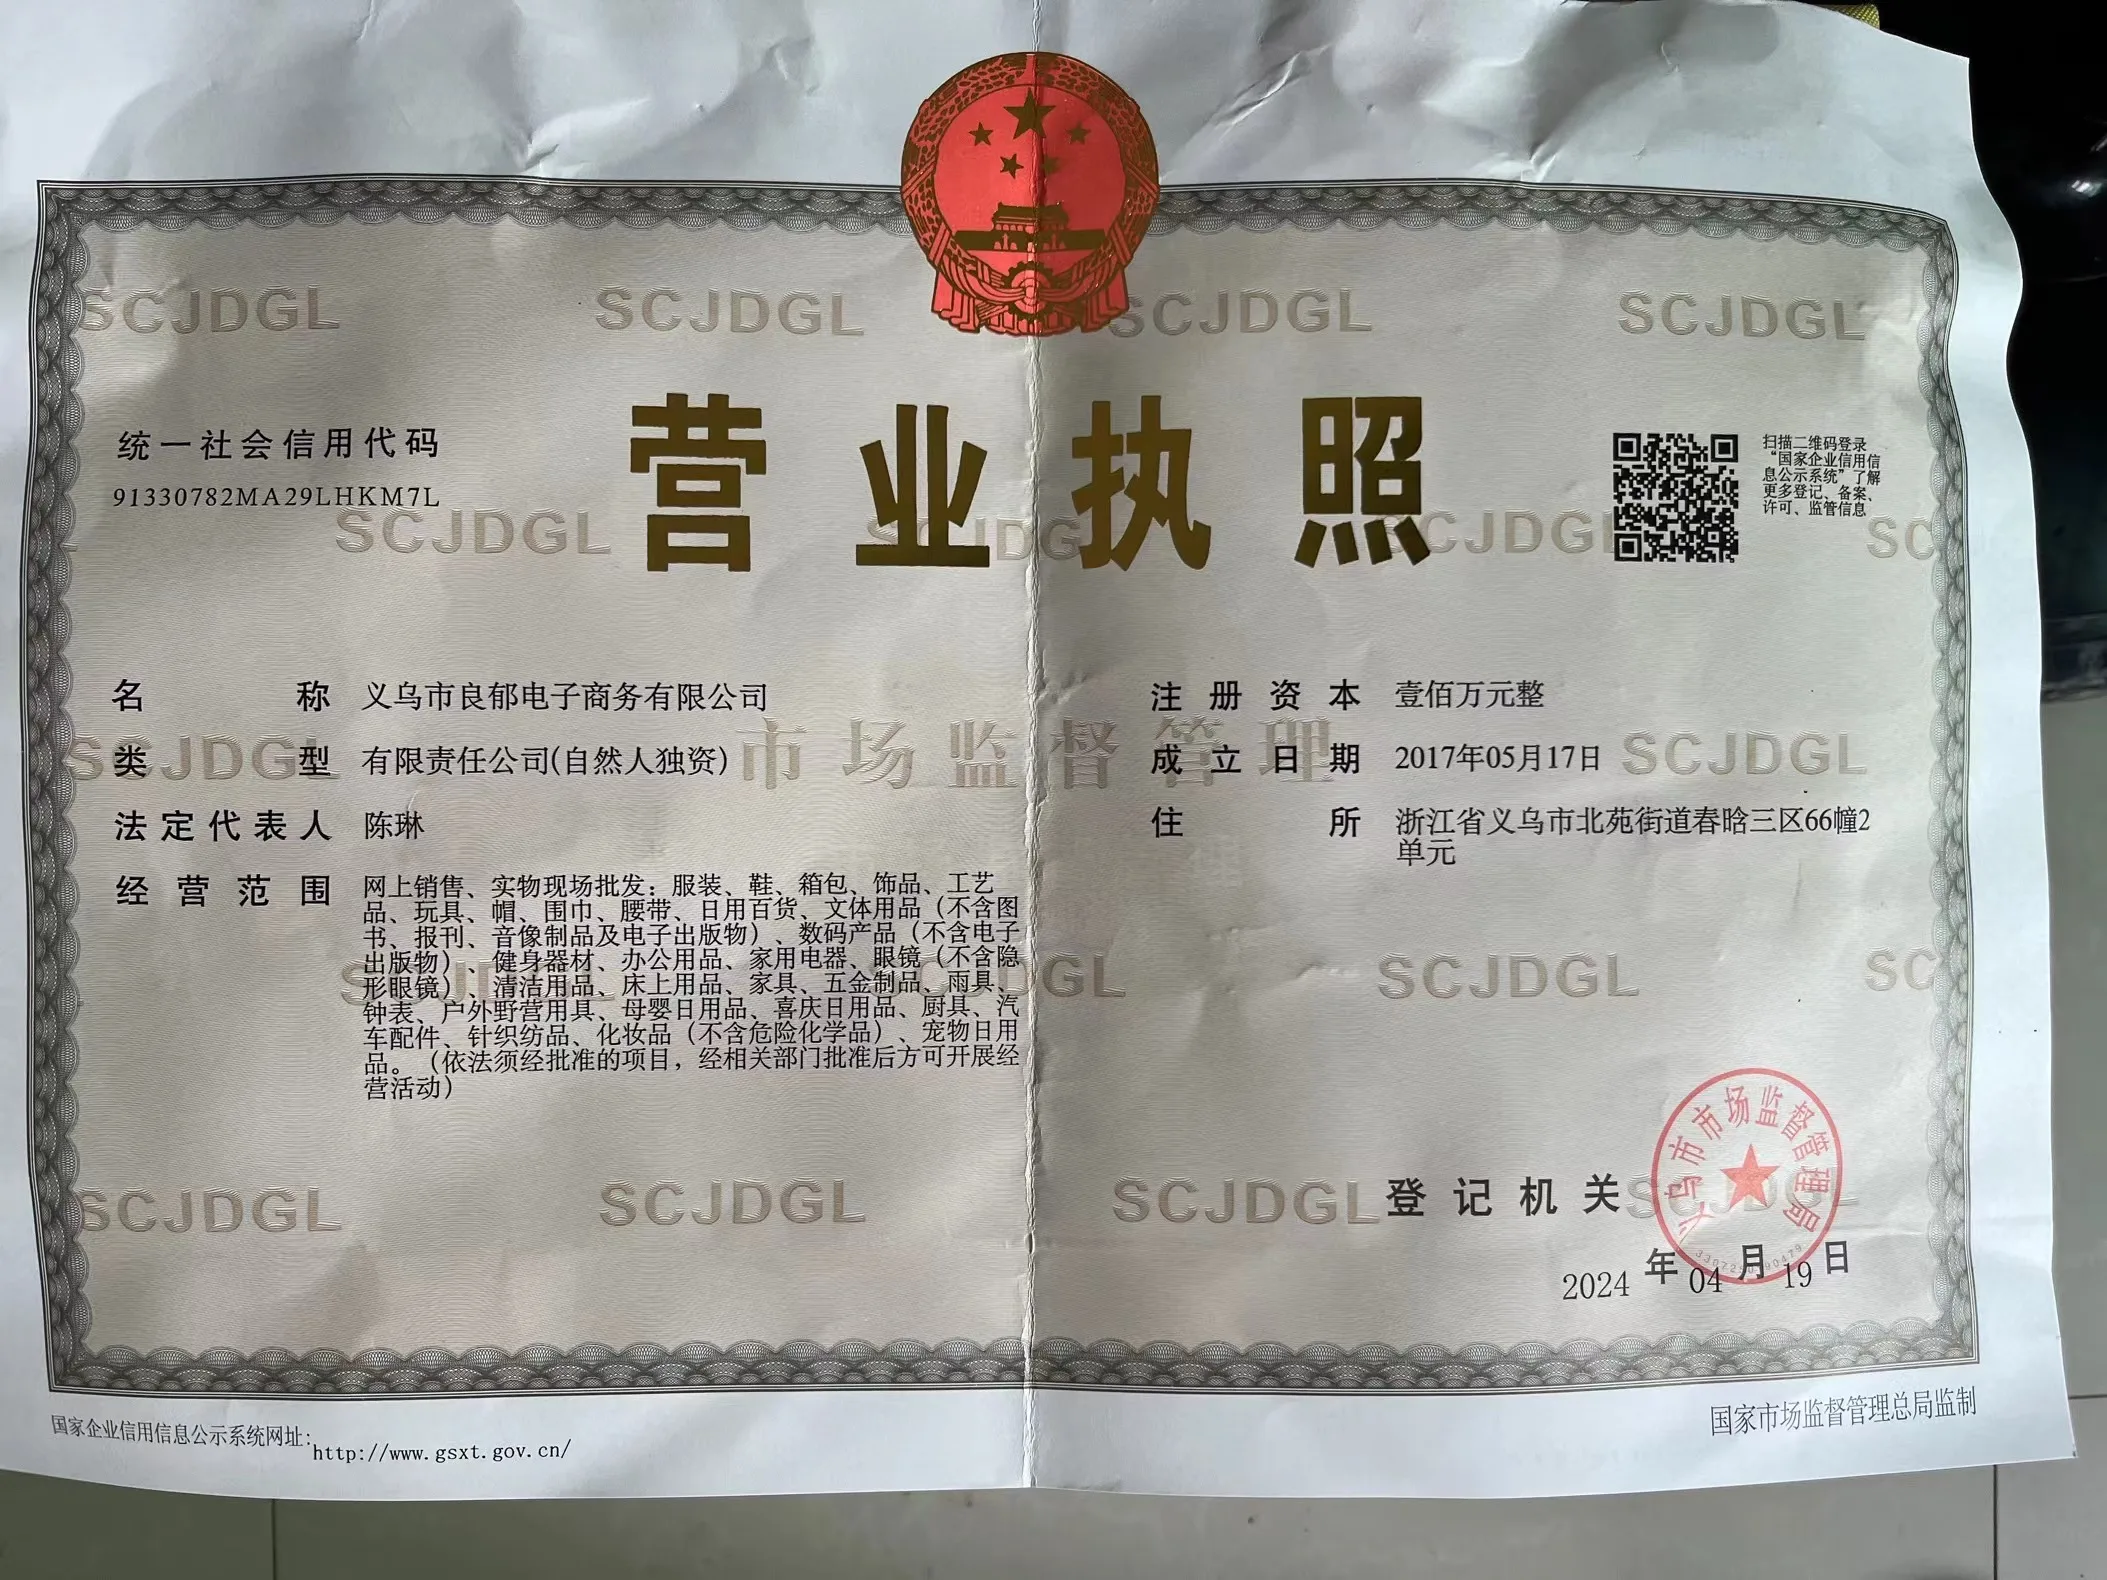 营业执照
统一社会信用代码
91330782MA29LHKM7L
扫描二维码登录
“国家企业信用信
息公示系统”了解
更多登记、备案、
许可、监管信息
名 称 义乌市良郁电子商务有限公司
类 型 有限责任公司(自然人独资)
法定代表人 陈琳
经营范围 网上销售、实物现场批发：服装、鞋、箱包、饰品、工艺
品、玩具、帽、围巾、腰带、日用百货、文体用品（不含图
书、报刊、音像制品及电子出版物）、数码产品（不含电子
出版物）、健身器材、办公用品、家用电器、眼镜（不含隐
形眼镜）、清洁用品、床上用品、家具、五金制品、雨具、
钟表、户外野营用具、母婴日用品、喜庆日用品、厨具、汽
车配件、针织纺品、化妆品（不含危险化学品）、宠物日用
品。（依法须经批准的项目，经相关部门批准后方可开展经
营活动）
注册资本 壹佰万元整
成立日期 2017年05月17日
住 所 浙江省义乌市北苑街道春晗三区66幢2
单元
登记机关
义乌市市场监督管理局
2024 年 04 月 19 日
国家企业信用信息公示系统网址:http://www.gsxt.gov.cn/
国家市场监督管理总局监制
SCJDGL
市场监督管理